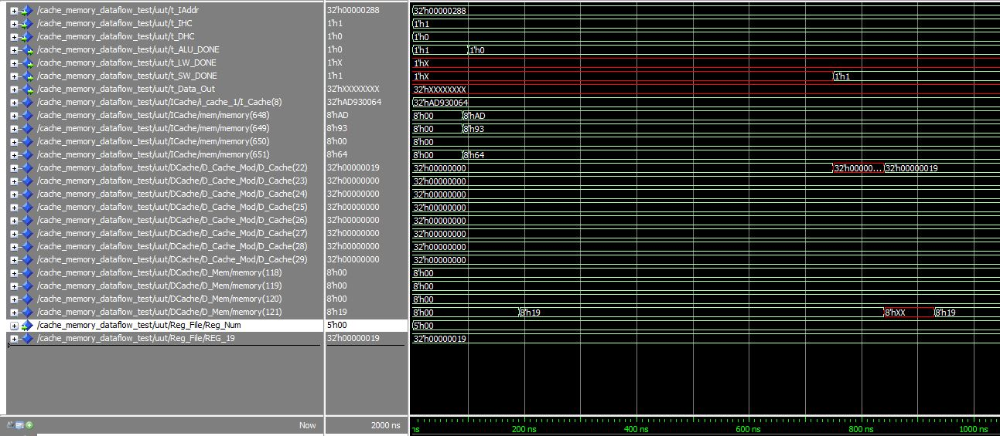 /cache_memory_dataflow_test/uut/t_IAddr 32'h00000288 32'h00000288
/cache_memory_dataflow_test/uut/t_IHC 1'h1 1'h1
/cache_memory_dataflow_test/uut/t_DHC 1'h0 1'h0
/cache_memory_dataflow_test/uut/t_ALU_DONE 1'h0 1'h1 1'h0
/cache_memory_dataflow_test/uut/t_LW_DONE 1'hX 1'hX
/cache_memory_dataflow_test/uut/t_SW_DONE 1'h1 1'hX 1'h1
/cache_memory_dataflow_test/uut/t_Data_Out 32'hXXXXXXXX 32'hXXXXXXXX
/cache_memory_dataflow_test/uut/ICache/i_cache_1/I_Cache(8) 32'hAD930064 32'hAD930064
/cache_memory_dataflow_test/uut/ICache/mem/memory(648) 8'hAD 8'h00 8'hAD
/cache_memory_dataflow_test/uut/ICache/mem/memory(649) 8'h93 8'h00 8'h93
/cache_memory_dataflow_test/uut/ICache/mem/memory(650) 8'h00 8'h00
/cache_memory_dataflow_test/uut/ICache/mem/memory(651) 8'h64 8'h00 8'h64
/cache_memory_dataflow_test/uut/DCache/D_Cache_Mod/D_Cache(22) 32'h00000019 32'h00000000 32'h00000... 32'h00000019
/cache_memory_dataflow_test/uut/DCache/D_Cache_Mod/D_Cache(23) 32'h00000000 32'h00000000
/cache_memory_dataflow_test/uut/DCache/D_Cache_Mod/D_Cache(24) 32'h00000000 32'h00000000
/cache_memory_dataflow_test/uut/DCache/D_Cache_Mod/D_Cache(25) 32'h00000000 32'h00000000
/cache_memory_dataflow_test/uut/DCache/D_Cache_Mod/D_Cache(26) 32'h00000000 32'h00000000
/cache_memory_dataflow_test/uut/DCache/D_Cache_Mod/D_Cache(27) 32'h00000000 32'h00000000
/cache_memory_dataflow_test/uut/DCache/D_Cache_Mod/D_Cache(28) 32'h00000000 32'h00000000
/cache_memory_dataflow_test/uut/DCache/D_Cache_Mod/D_Cache(29) 32'h00000000 32'h00000000
/cache_memory_dataflow_test/uut/DCache/D_Mem/memory(118) 8'h00 8'h00
/cache_memory_dataflow_test/uut/DCache/D_Mem/memory(119) 8'h00 8'h00
/cache_memory_dataflow_test/uut/DCache/D_Mem/memory(120) 8'h00 8'h00
/cache_memory_dataflow_test/uut/DCache/D_Mem/memory(121) 8'h19 8'h00 8'h19 8'hXX 8'h19
/cache_memory_dataflow_test/uut/Reg_File/Reg_Num 5'h00 5'h00
/cache_memory_dataflow_test/uut/Reg_File/REG_19 32'h00000019 32'h00000019
Now 2000 ns ns 200 ns 400 ns 600 ns 800 ns 1000 ns